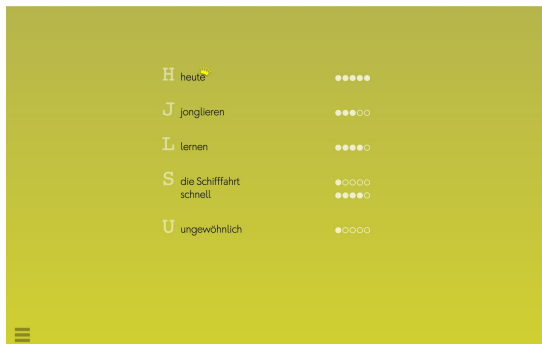 H heute
J jonglieren
L lernen
S die Schifffahrt
schnell
U ungewöhnlich